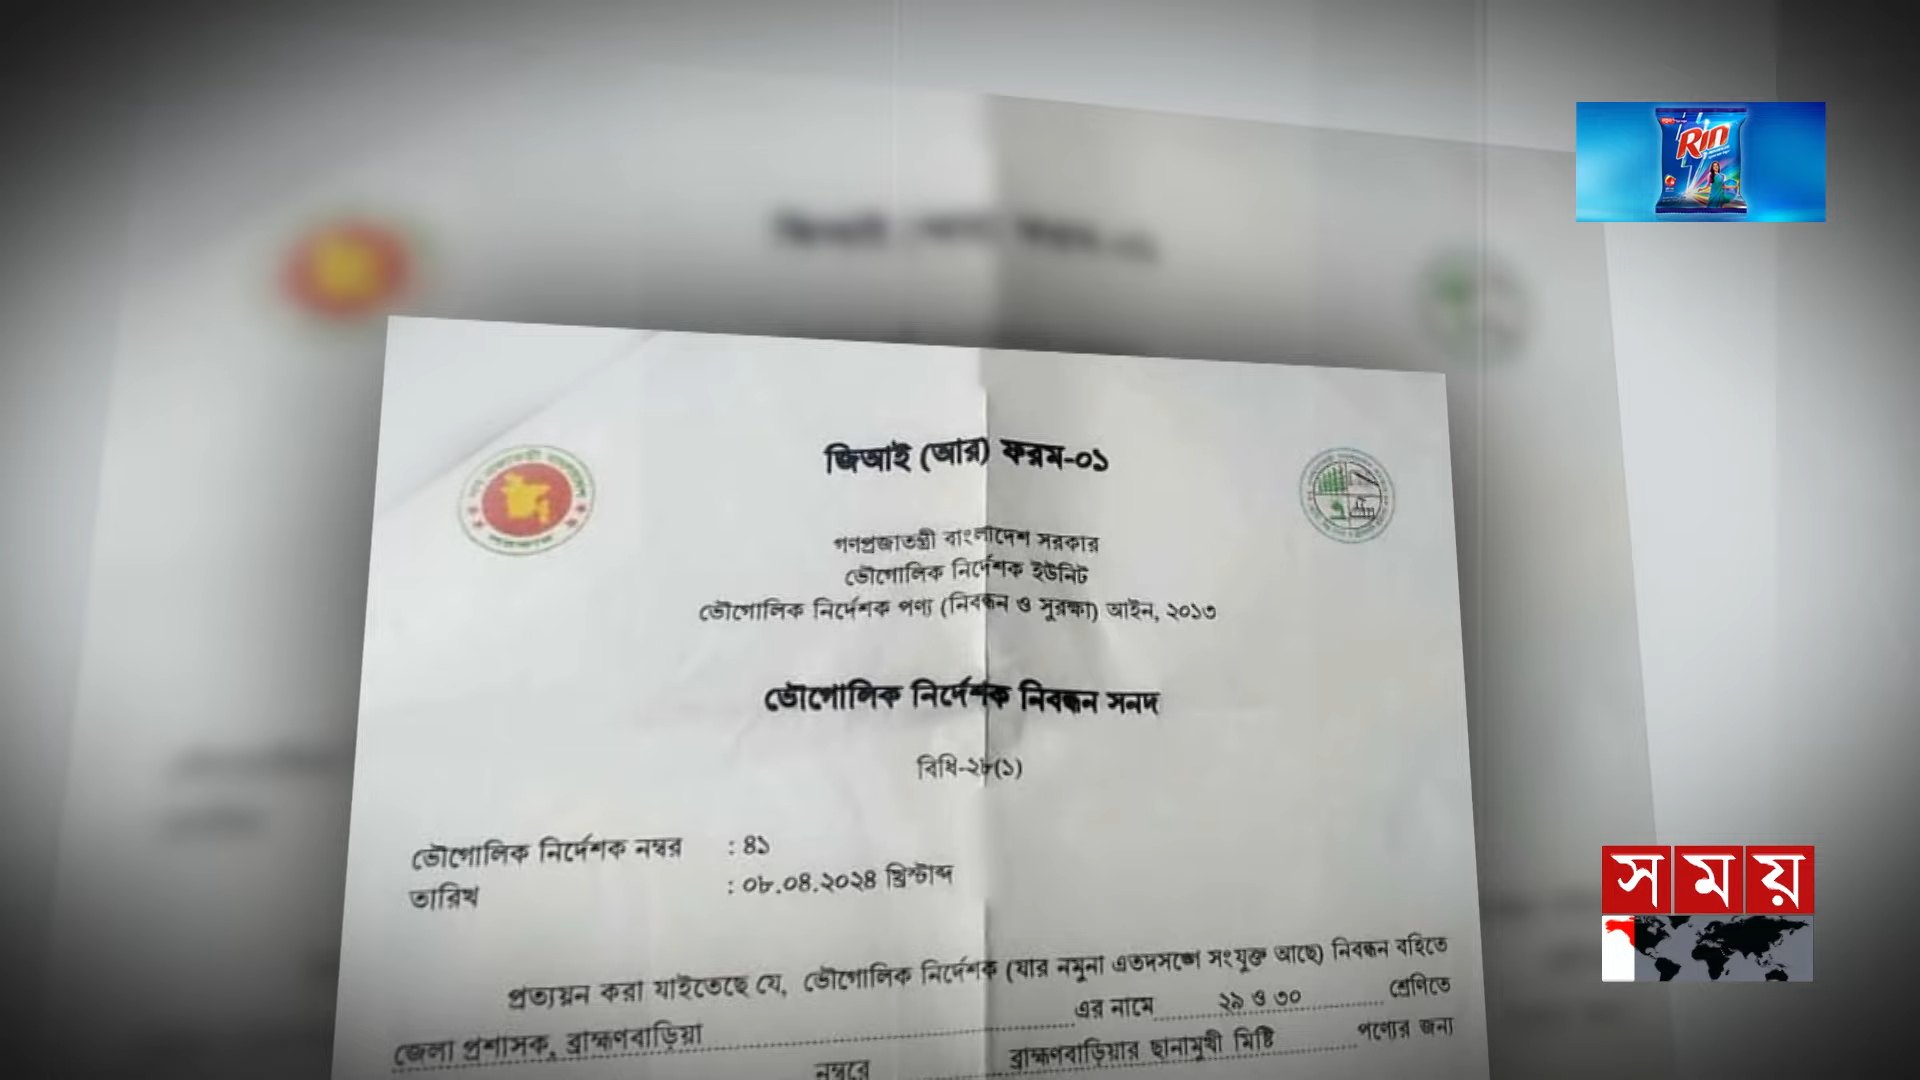 Rin
জিআই (আর) ফরম-০১
গণপ্রজাতন্ত্রী বাংলাদেশ সরকার
ভৌগোলিক নির্দেশক ইউনিট
ভৌগোলিক নির্দেশক পণ্য (নিবন্ধন ও সুরক্ষা) আইন, ২০১৩
ভৌগোলিক নির্দেশক নিবন্ধন সনদ
বিধি-২৮(১)
ভৌগোলিক নির্দেশক নম্বর : ৪১
তারিখ : ০৮.০৪.২০২৪ খ্রিস্টাব্দ
প্রত্যয়ন করা যাইতেছে যে, ভৌগোলিক নির্দেশক (যার নমুনা এতদসঙ্গে সংযুক্ত আছে) নিবন্ধন বহিতে
জেলা প্রশাসক, ব্রাহ্মণবাড়িয়া এর নামে ২৯ ও ৩০ শ্রেণিতে
নম্বরে ব্রাহ্মণবাড়িয়ার ছানামুখী মিষ্টি পণ্যের জন্য
সময়